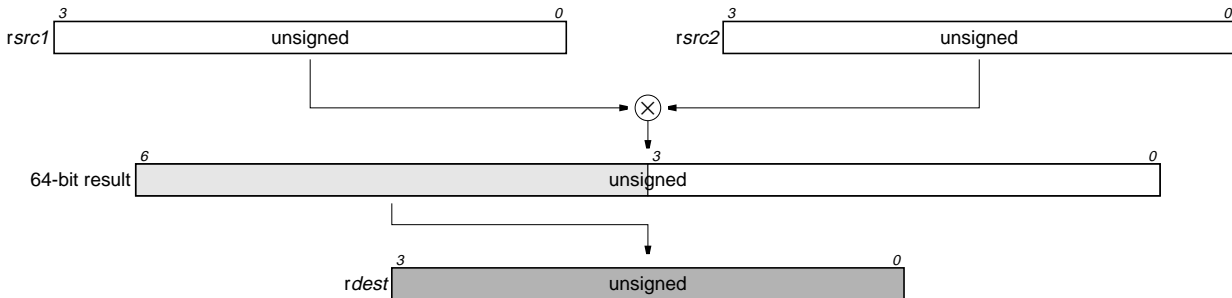 3 0 3 0
rsrc1 unsigned rsrc2 unsigned
6 3 0
64-bit result unsigned
3 0
rdest unsigned